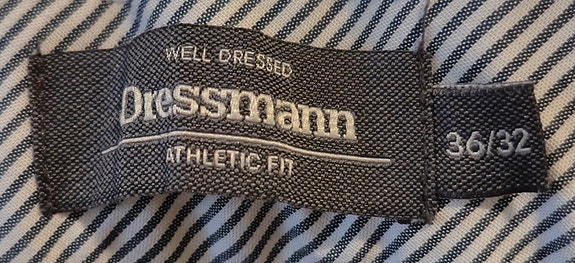 WELL DRESSED
Dressmann
ATHLETIC FIT
36/32